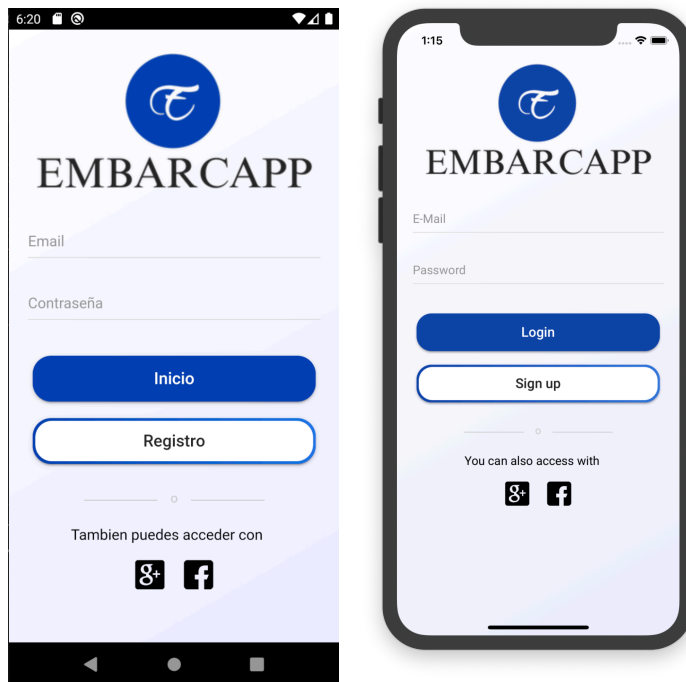 6:20
E
EMBARCAPP
Email
Contraseña
Inicio
Registro
o
Tambien puedes acceder con
g+
f
1:15
E
EMBARCAPP
E-Mail
Password
Login
Sign up
o
You can also access with
g+
f